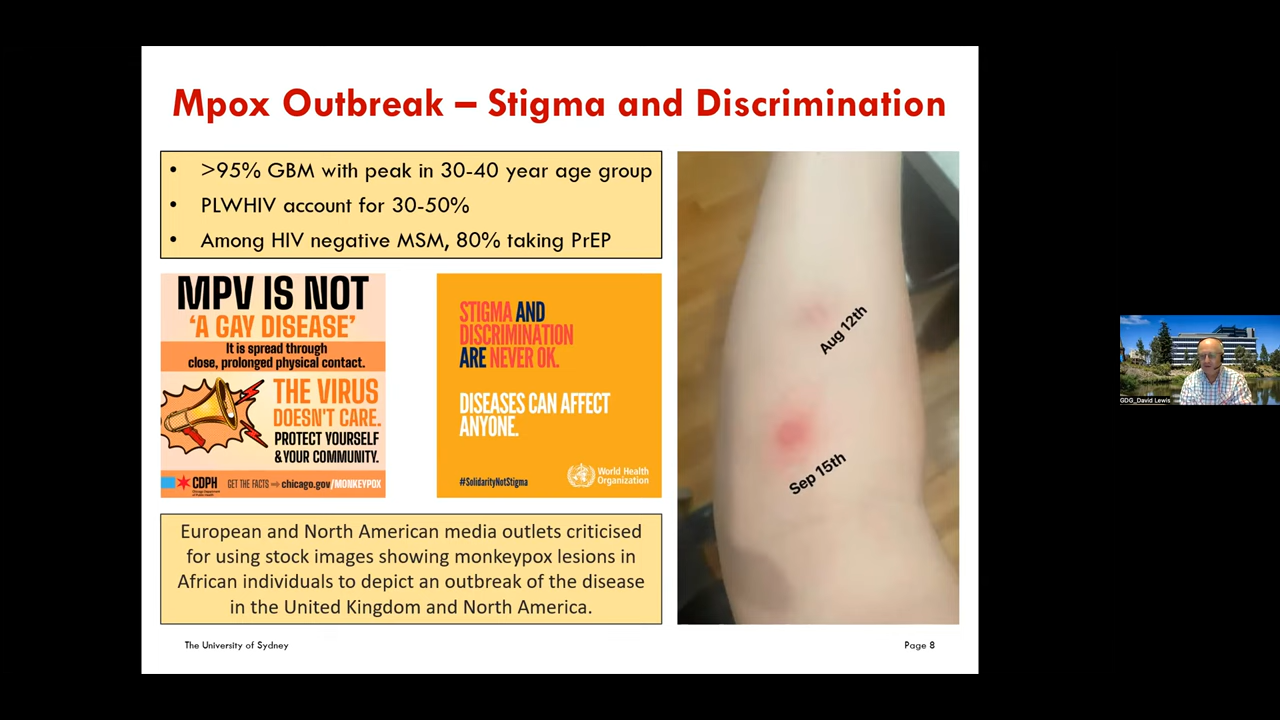 Mpox Outbreak – Stigma and Discrimination
• >95% GBM with peak in 30-40 year age group
• PLWHIV account for 30-50%
• Among HIV negative MSM, 80% taking PrEP
MPV IS NOT
‘A GAY DISEASE’
It is spread through
close, prolonged physical contact.
THE VIRUS
DOESN'T CARE.
PROTECT YOURSELF
& YOUR COMMUNITY.
CDPH
GET THE FACTS → chicago.gov/MONKEYPOX
STIGMA AND
DISCRIMINATION
ARE NEVER OK.
DISEASES CAN AFFECT
ANYONE.
#SolidarityNotStigma
World Health
Organization
Aug 12th
Sep 15th
European and North American media outlets criticised
for using stock images showing monkeypox lesions in
African individuals to depict an outbreak of the disease
in the United Kingdom and North America.
The University of Sydney
Page 8
GDG_David Lewis